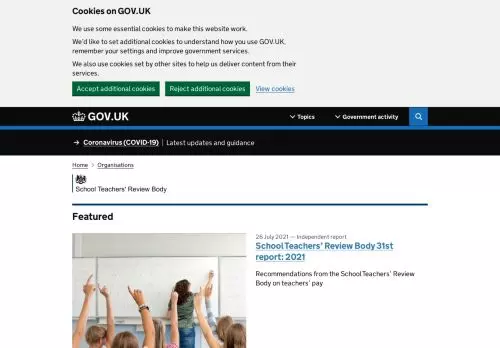 Cookies on GOV.UK
We use some essential cookies to make this website work.
We'd like to set additional cookies to understand how you use GOV.UK,
remember your settings and improve government services.
We also use cookies set by other sites to help us deliver content from their
services.
Accept additional cookies Reject additional cookies View cookies
GOV.UK Topics Government activity
Coronavirus (COVID-19) Latest updates and guidance
Home Organisations
School Teachers' Review Body
Featured
26 July 2021 — Independent report
School Teachers' Review Body 31st
report: 2021
Recommendations from the School Teachers' Review
Body on teachers' pay